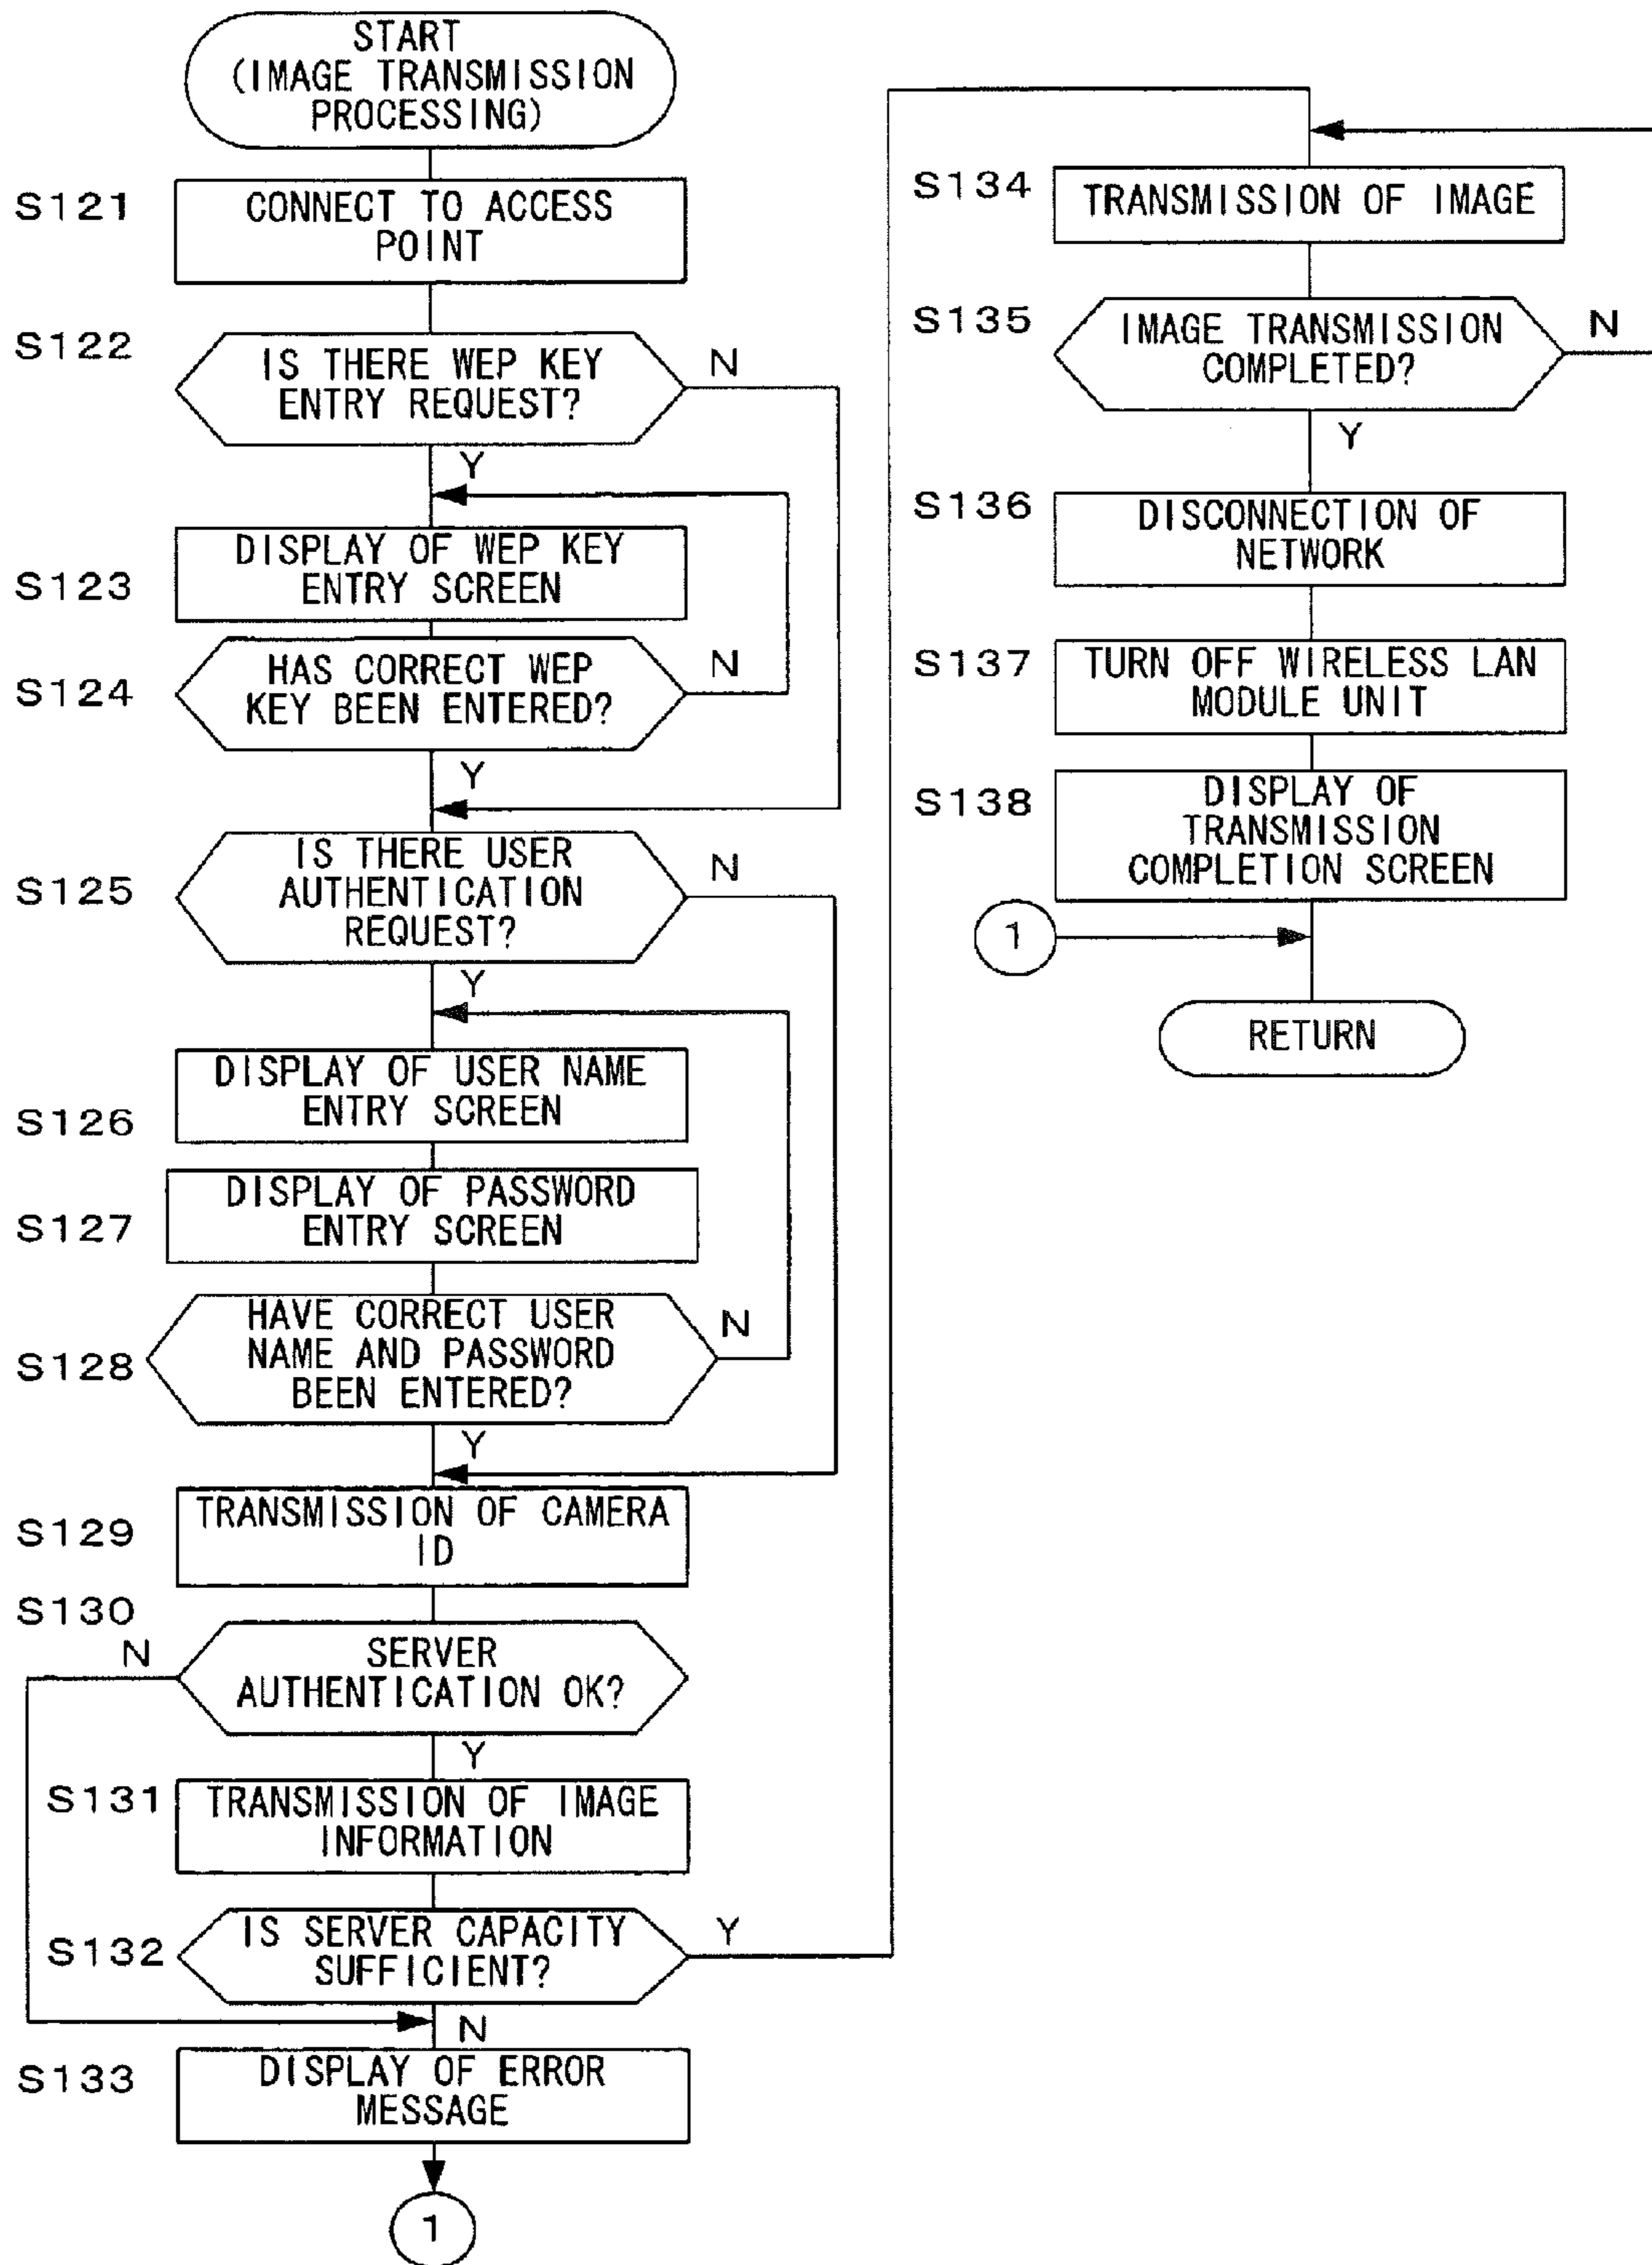 START
(IMAGE TRANSMISSION
PROCESSING)
S121
CONNECT TO ACCESS
POINT
S122
IS THERE WEP KEY
ENTRY REQUEST?
N
Y
S123
DISPLAY OF WEP KEY
ENTRY SCREEN
S124
HAS CORRECT WEP
KEY BEEN ENTERED?
N
Y
S125
IS THERE USER
AUTHENTICATION
REQUEST?
N
Y
S126
DISPLAY OF USER NAME
ENTRY SCREEN
S127
DISPLAY OF PASSWORD
ENTRY SCREEN
S128
HAVE CORRECT USER
NAME AND PASSWORD
BEEN ENTERED?
N
Y
S129
TRANSMISSION OF CAMERA
ID
S130
N
SERVER
AUTHENTICATION OK?
Y
S131
TRANSMISSION OF IMAGE
INFORMATION
S132
IS SERVER CAPACITY
SUFFICIENT?
Y
N
S133
DISPLAY OF ERROR
MESSAGE
1
S134
TRANSMISSION OF IMAGE
S135
IMAGE TRANSMISSION
COMPLETED?
N
Y
S136
DISCONNECTION OF
NETWORK
S137
TURN OFF WIRELESS LAN
MODULE UNIT
S138
DISPLAY OF
TRANSMISSION
COMPLETION SCREEN
1
RETURN